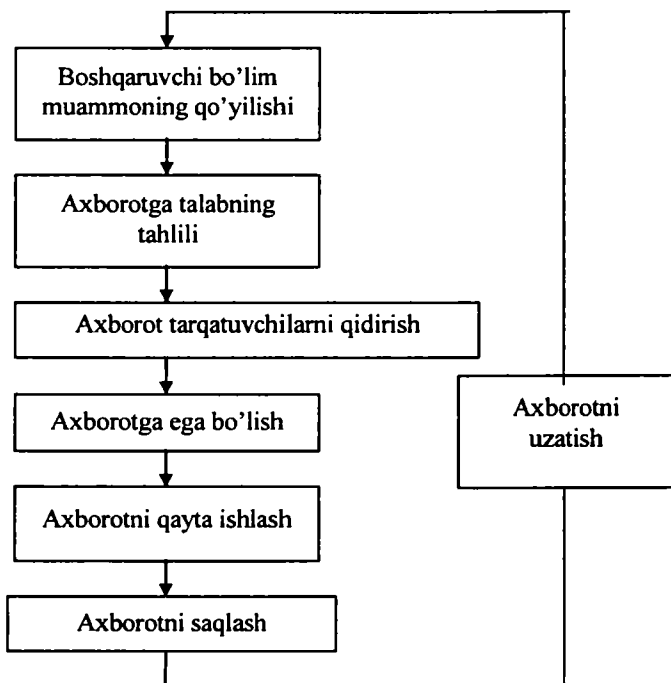 Boshqaruvchi bo’lim
muammoning qo’yilishi
Axborotga talabning
tahlili
Axborot tarqatuvchilarni qidirish
Axborotga ega bo’lish
Axborotni qayta ishlash
Axborotni saqlash
Axborotni
uzatish